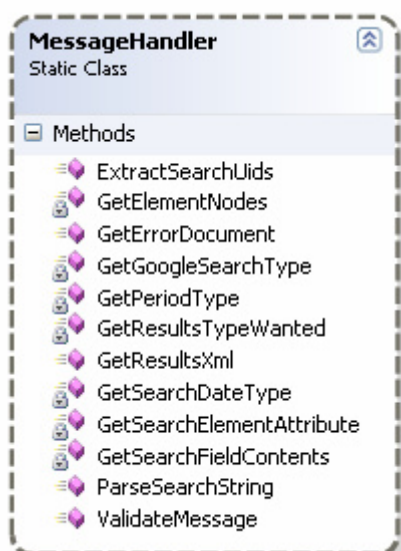 MessageHandler
Static Class
Methods
ExtractSearchUids
GetElementNodes
GetErrorDocument
GetGoogleSearchType
GetPeriodType
GetResultsTypeWanted
GetResultsXml
GetSearchDateType
GetSearchElementAttribute
GetSearchFieldContents
ParseSearchString
ValidateMessage